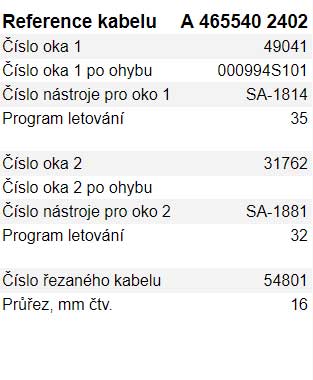 Reference kabelu A 465540 2402
Číslo oka 1 49041
Číslo oka 1 po ohybu 000994S101
Číslo nástroje pro oko 1 SA-1814
Program letování 35
Číslo oka 2 31762
Číslo oka 2 po ohybu
Číslo nástroje pro oko 2 SA-1881
Program letování 32
Číslo řezaného kabelu 54801
Průřez, mm čtv. 16